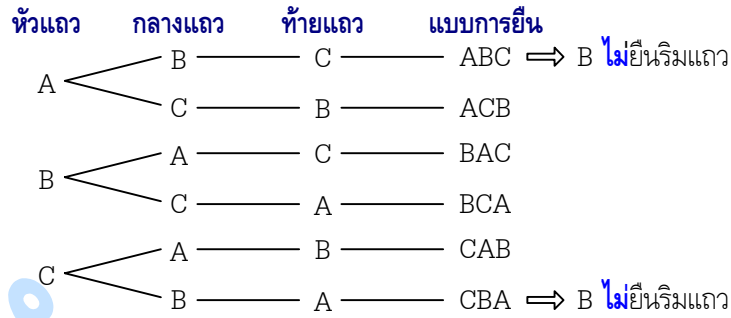 หัวแถว กลางแถว ท้ายแถว แบบการยืน
B C ABC ⇨ B ไม่ยืนริมแถว
A
C B ACB
A C BAC
B
C A BCA
A B CAB
C
B A CBA ⇨ B ไม่ยืนริมแถว